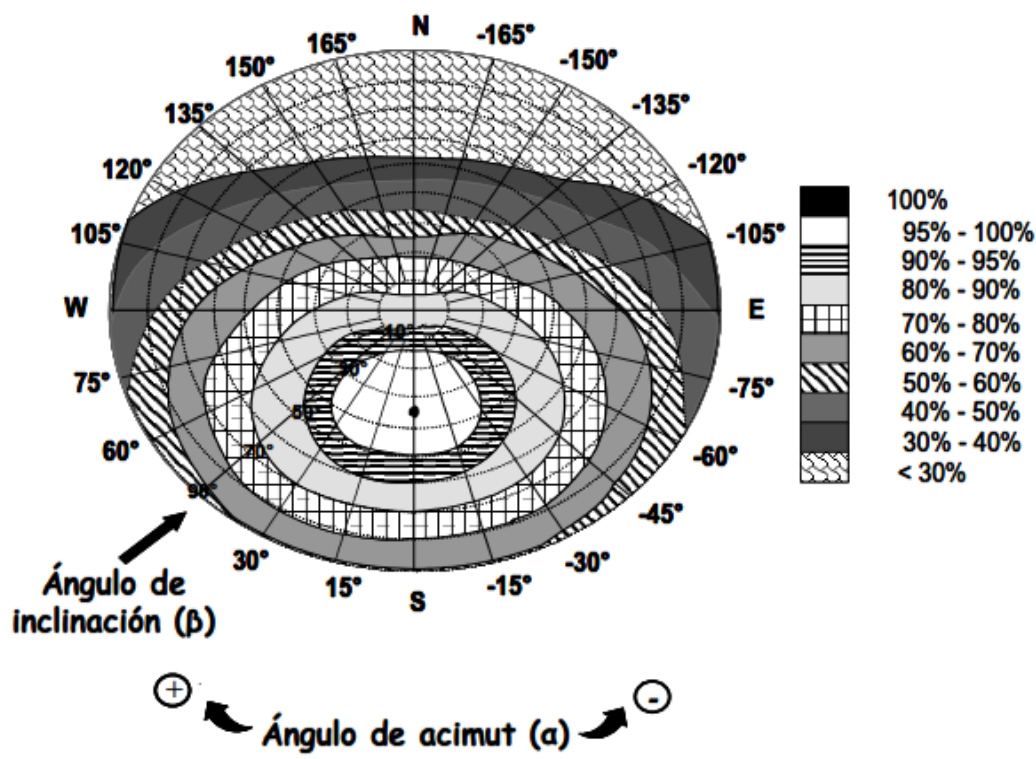 N
165°
-165°
150°
-150°
135°
-135°
120°
-120°
105°
-105°
W
E
75°
-75°
60°
-60°
-45°
30°
-30°
15°
-15°
S
10°
30°
50°
70°
90°
100%
95% - 100%
90% - 95%
80% - 90%
70% - 80%
60% - 70%
50% - 60%
40% - 50%
30% - 40%
< 30%
Ángulo de
inclinación (β)
+
-
Ángulo de acimut (α)